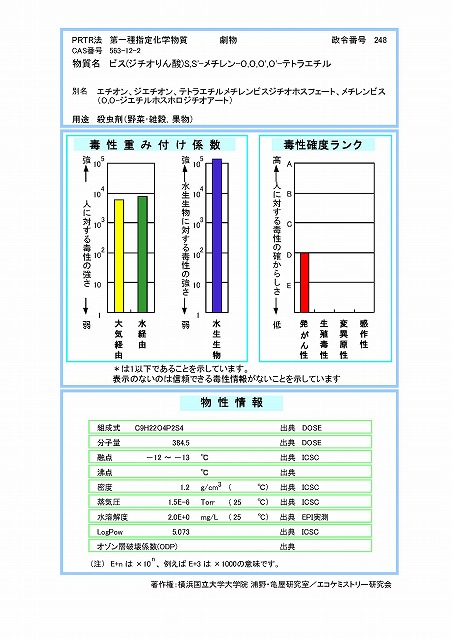 PRTR法 第一種指定化学物質 劇物 政令番号 248
CAS番号 563-12-2
物質名 ビス(ジチオりん酸)S,S'-メチレン-O,O,O',O'-テトラエチル
別名 エチオン、ジエチオン、テトラエチルメチレンビスジチオホスフェート、メチレンビス
(O,O-ジエチルホスホロジチオアート)
用途 殺虫剤(野菜・雑穀、果物)
毒性重み付け係数
強
人に対する毒性の強さ
弱
10^5
10^4
10^3
10^2
10^1
1
大気経由
水経由
強
水生生物に対する毒性の強さ
弱
10^5
10^4
10^3
10^2
10^1
1
水生生物
毒性確度ランク
高
人に対する毒性の確からしさ
低
A
B
C
D
E
発がん性
生殖毒性
変異原性
感作性
*は1以下であることを示しています。
表示のないのは信頼できる毒性情報がないことを示しています
物性情報
組成式 C9H22O4P2S4 出典 DOSE
分子量 384.5 出典 DOSE
融点 -12 ~ -13 ℃ 出典 ICSC
沸点 ℃ 出典
密度 1.2 g/cm3 ( ℃) 出典 ICSC
蒸気圧 1.5E-6 Torr (25 ℃) 出典 ICSC
水溶解度 2.0E+0 mg/L (25 ℃) 出典 EPI実測
LogPow 5.073 出典 ICSC
オゾン層破壊係数(ODP) 出典
(注) E+n は ×10^n、例えば E+3 は ×1000の意味です。
著作権:横浜国立大学大学院 浦野・亀屋研究室/エコケミストリー研究会